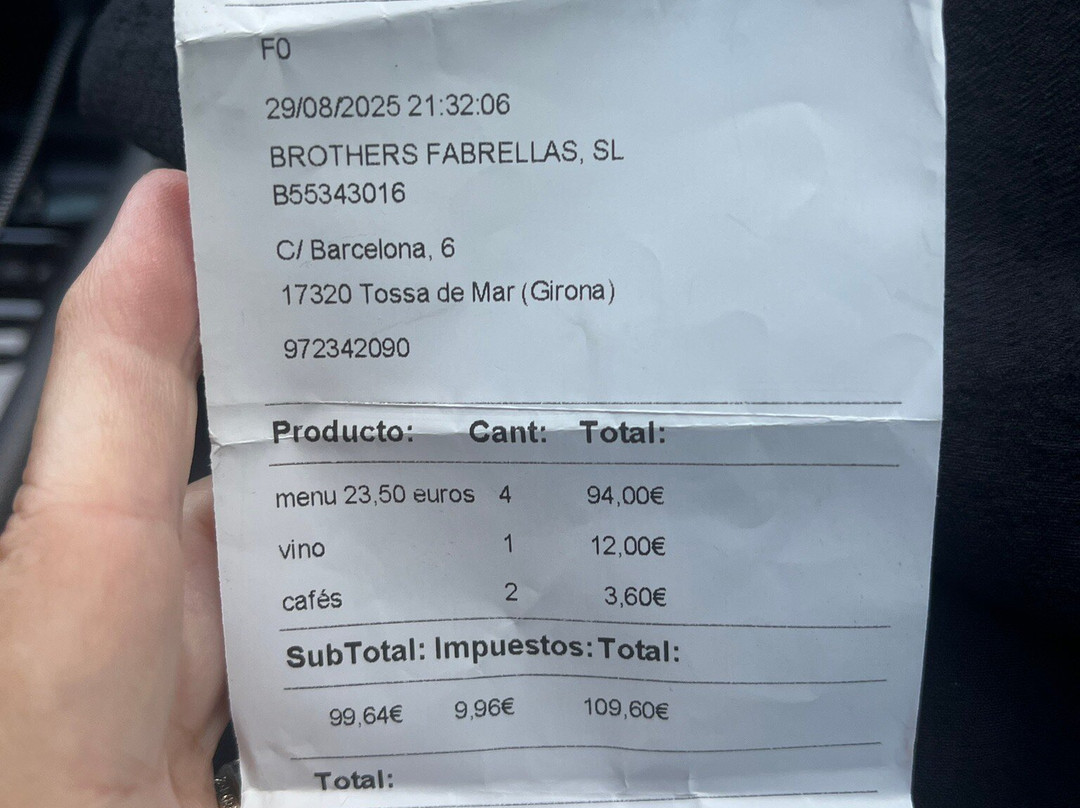 F0
29/08/2025 21:32:06
BROTHERS FABRELLAS, SL
B55343016
C/ Barcelona, 6
17320 Tossa de Mar (Girona)
972342090
Producto: Cant: Total:
menu 23,50 euros 4 94,00€
vino 1 12,00€
cafés 2 3,60€
SubTotal: Impuestos: Total:
99,64€ 9,96€ 109,60€
Total: